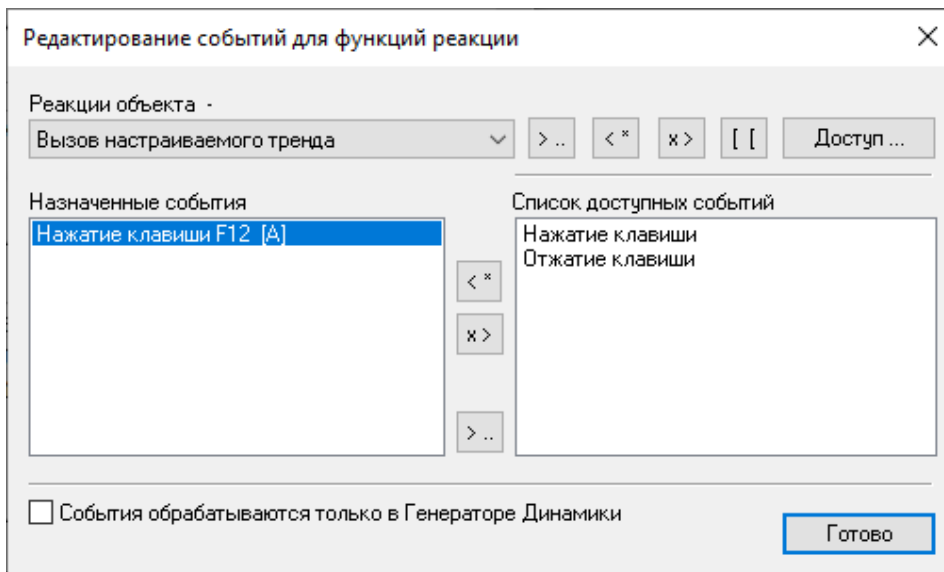 Редактирование событий для функций реакции
Реакции объекта -
Вызов настраиваемого тренда
> ..
< *
x >
[ [
Доступ ...
Назначенные события
Список доступных событий
Нажатие клавиши F12 [A]
Нажатие клавиши
Отжатие клавиши
< *
x >
> ..
События обрабатываются только в Генераторе Динамики
Готово